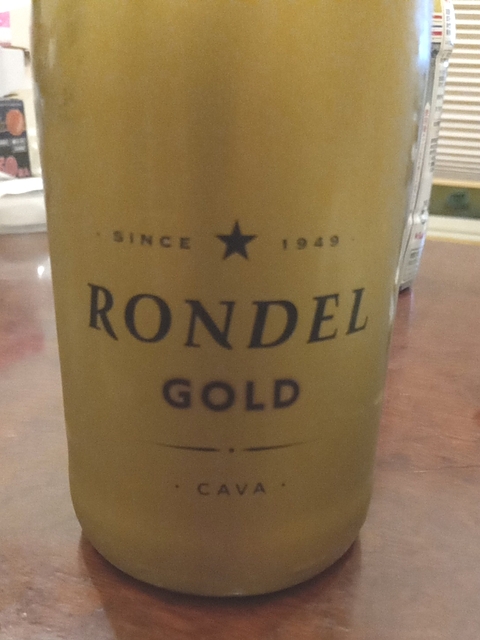 SINCE ★ 1949
RONDEL
GOLD
· CAVA ·